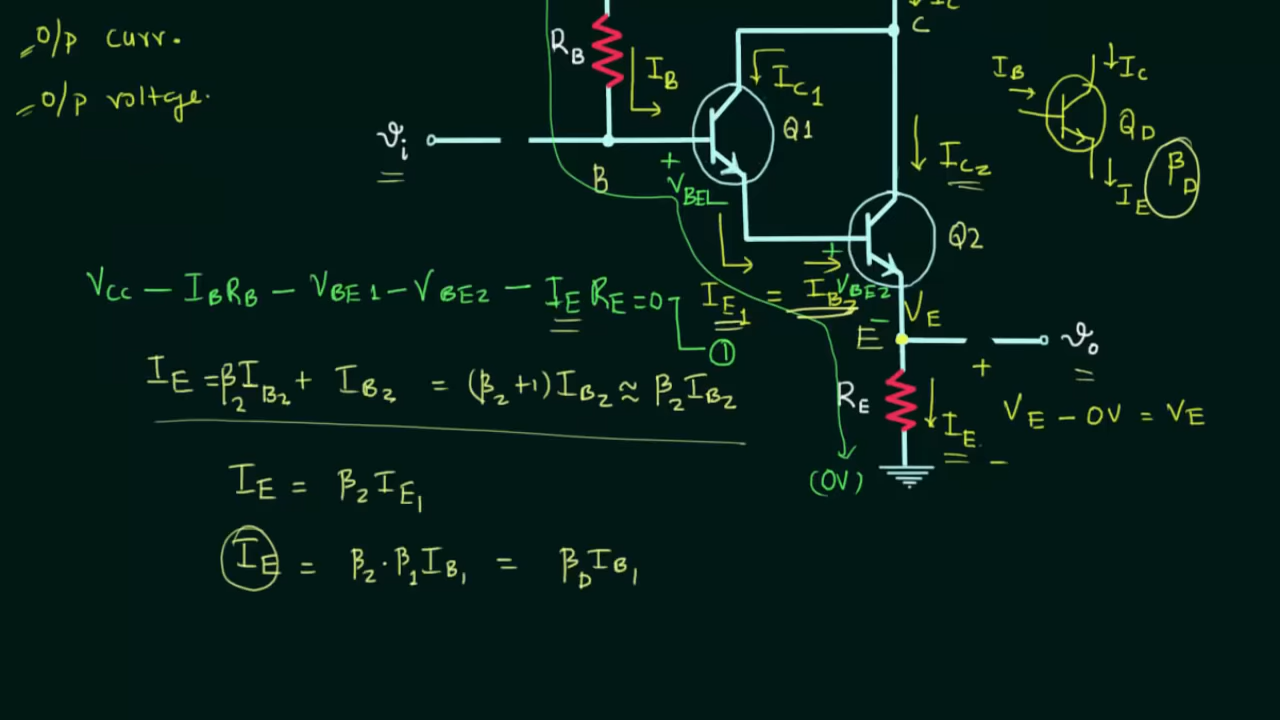 o/p curr.
o/p voltage.
R_B
I_B
I_C1
Q1
I_C
C
I_B
I_C
Q_D
β_D
I_E
v_i
B
+
V_BE1
I_C2
Q2
V_CC − I_B R_B − V_BE1 − V_BE2 − I_E R_E = 0
①
I_E1 = I_B2
+
V_BE2
−
V_E
E
v_o
+
I_E = β_2 I_B2 + I_B2 = (β_2+1) I_B2 ≈ β_2 I_B2
R_E
I_E
−
V_E − 0V = V_E
(0V)
I_E = β_2 I_E1
I_E = β_2 · β_1 I_B1 = β_D I_B1